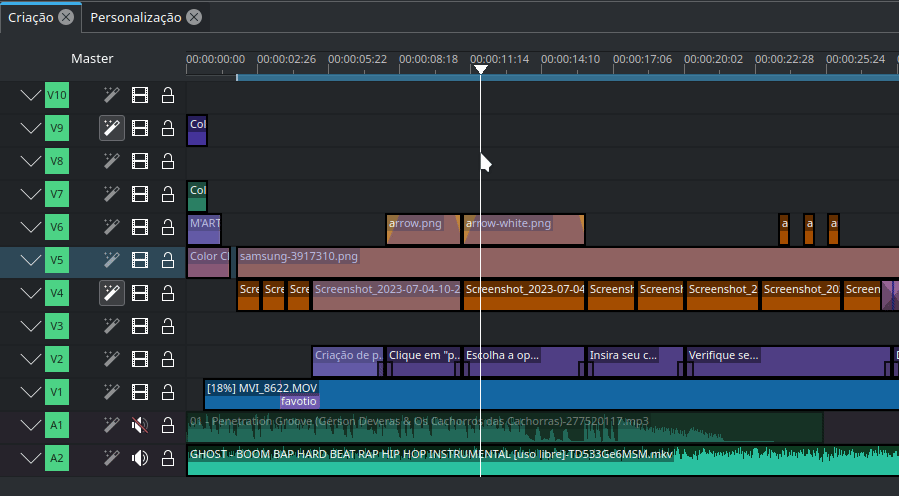 Criação
Personalização
Master
00:00:00:00 00:00:02:26 00:00:05:22 00:00:08:18 00:00:11:14 00:00:14:10 00:00:17:06 00:00:20:02 00:00:22:28 00:00:25:24
V10
V9 Col
V8
V7 Col
V6 M'ART arrow.png arrow-white.png a a a
V5 Color Cl samsung-3917310.png
V4 Scre Scre Scre Screenshot_2023-07-04-10-2 Screenshot_2023-07-04 Screensh Screensh Screenshot_2 Screenshot_20 Screen
V3
V2 Criação de p... Clique em "p... Escolha a op... Insira seu c... Verifique se...
V1 [18%] MVI_8622.MOV
favotio
A1 01 - Penetration Groove (Gérson Deveras & Os Cachorros das Cachorras)-277520117.mp3
A2 GHOST - BOOM BAP HARD BEAT RAP HIP HOP INSTRUMENTAL [uso libre]-TD533Ge6MSM.mkv